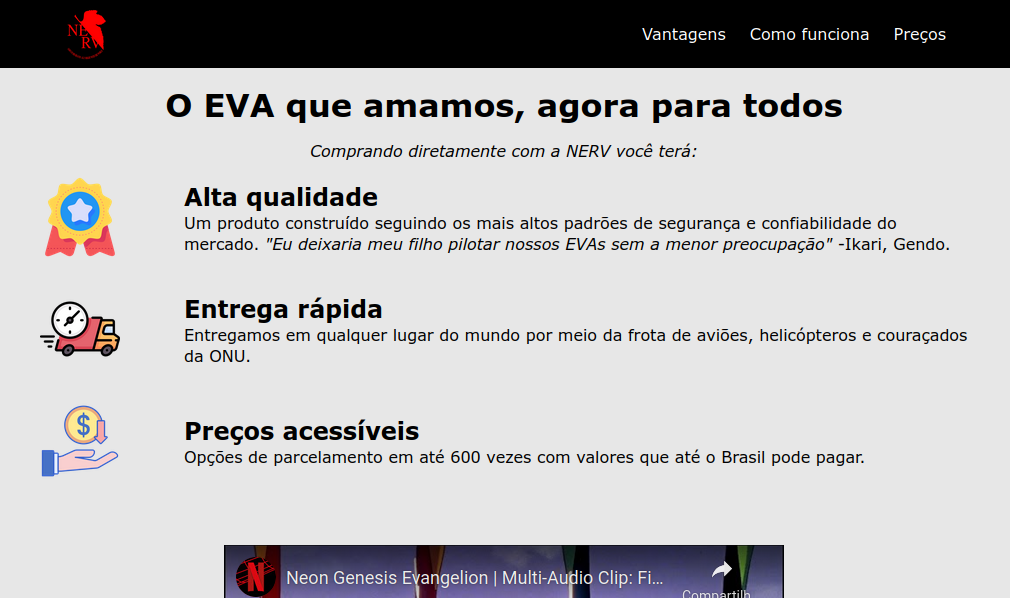 NERV
Vantagens Como funciona Preços
O EVA que amamos, agora para todos
Comprando diretamente com a NERV você terá:
Alta qualidade
Um produto construído seguindo os mais altos padrões de segurança e confiabilidade do
mercado. "Eu deixaria meu filho pilotar nossos EVAs sem a menor preocupação" -Ikari, Gendo.
Entrega rápida
Entregamos em qualquer lugar do mundo por meio da frota de aviões, helicópteros e couraçados
da ONU.
Preços acessíveis
Opções de parcelamento em até 600 vezes com valores que até o Brasil pode pagar.
Neon Genesis Evangelion | Multi-Audio Clip: Fi...
Compartilh